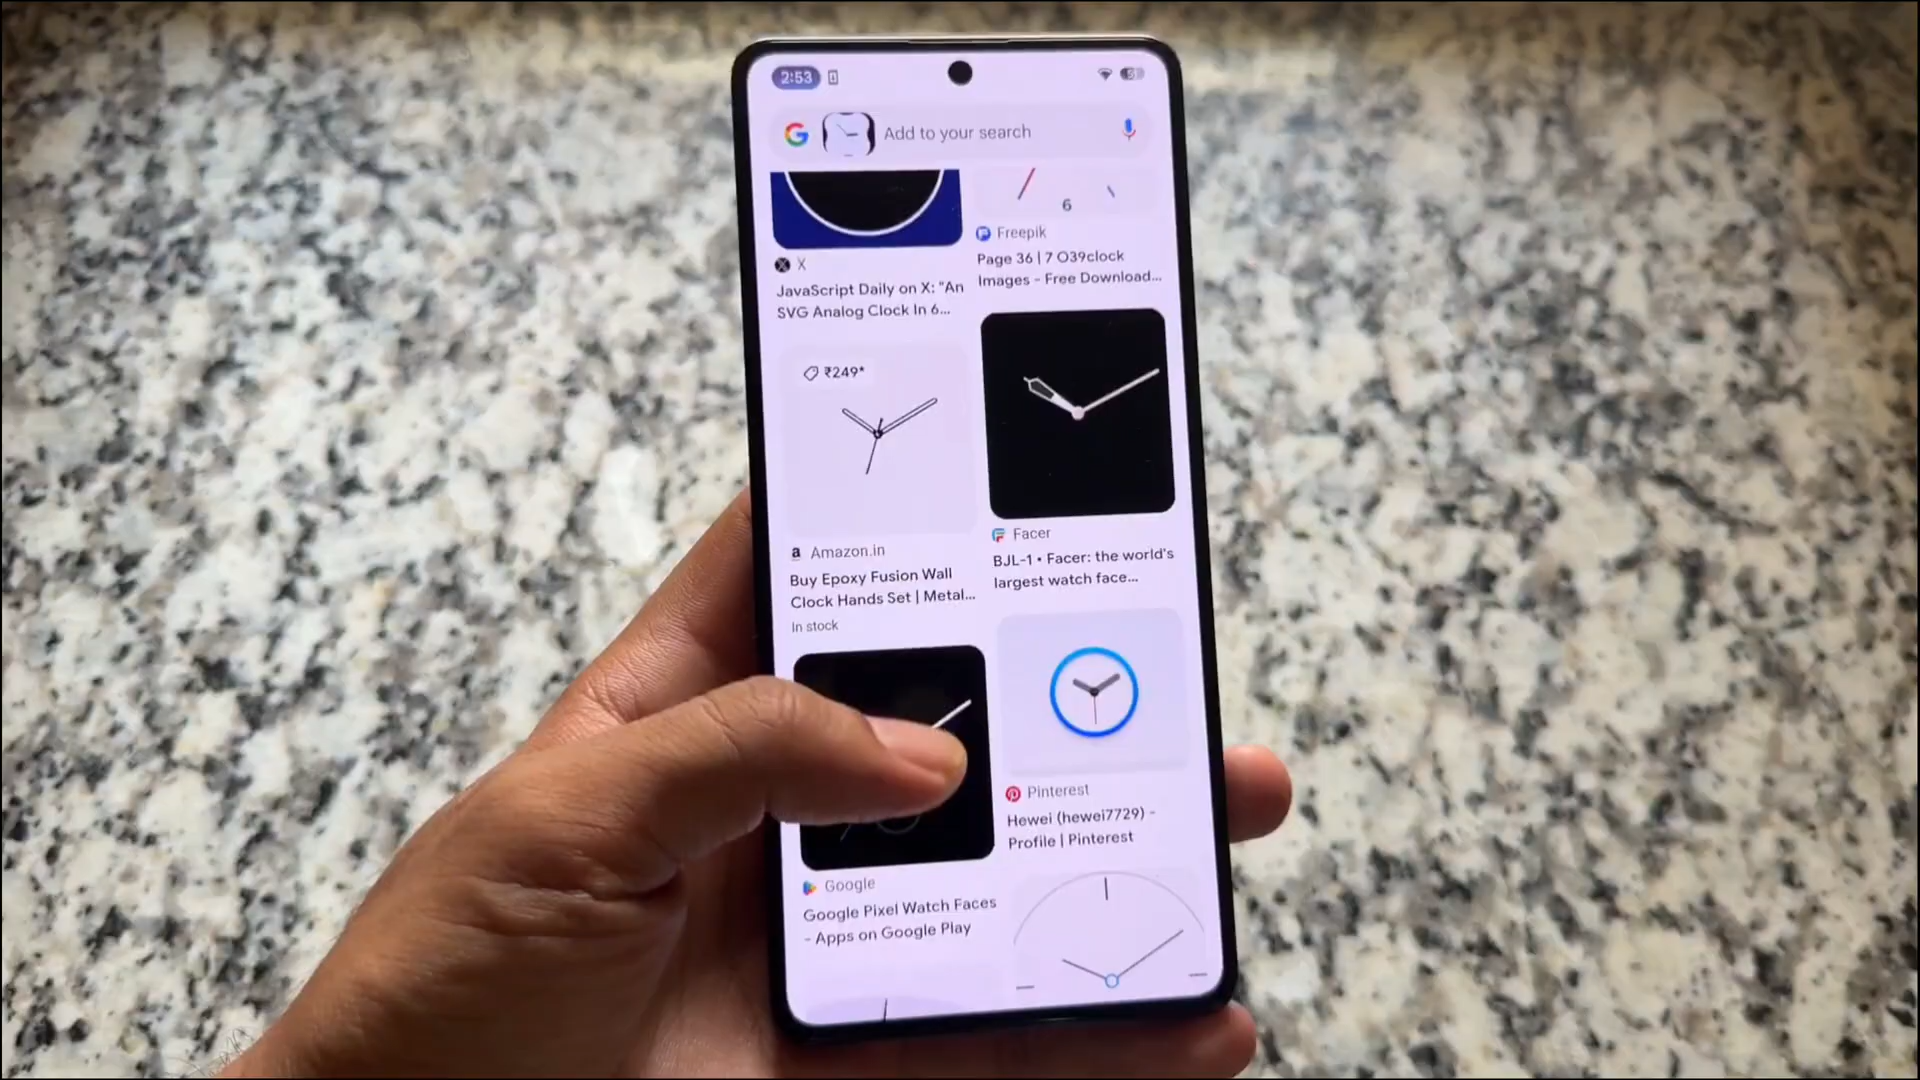 2:53
Add to your search
6
X
JavaScript Daily on X: "An
SVG Analog Clock In 6...
Freepik
Page 36 | 7 O39clock
Images - Free Download...
₹249*
a Amazon.in
Buy Epoxy Fusion Wall
Clock Hands Set | Metal...
In stock
Facer
BJL-1 • Facer: the world's
largest watch face...
Google
Google Pixel Watch Faces
- Apps on Google Play
Pinterest
Hewei (hewei7729) -
Profile | Pinterest